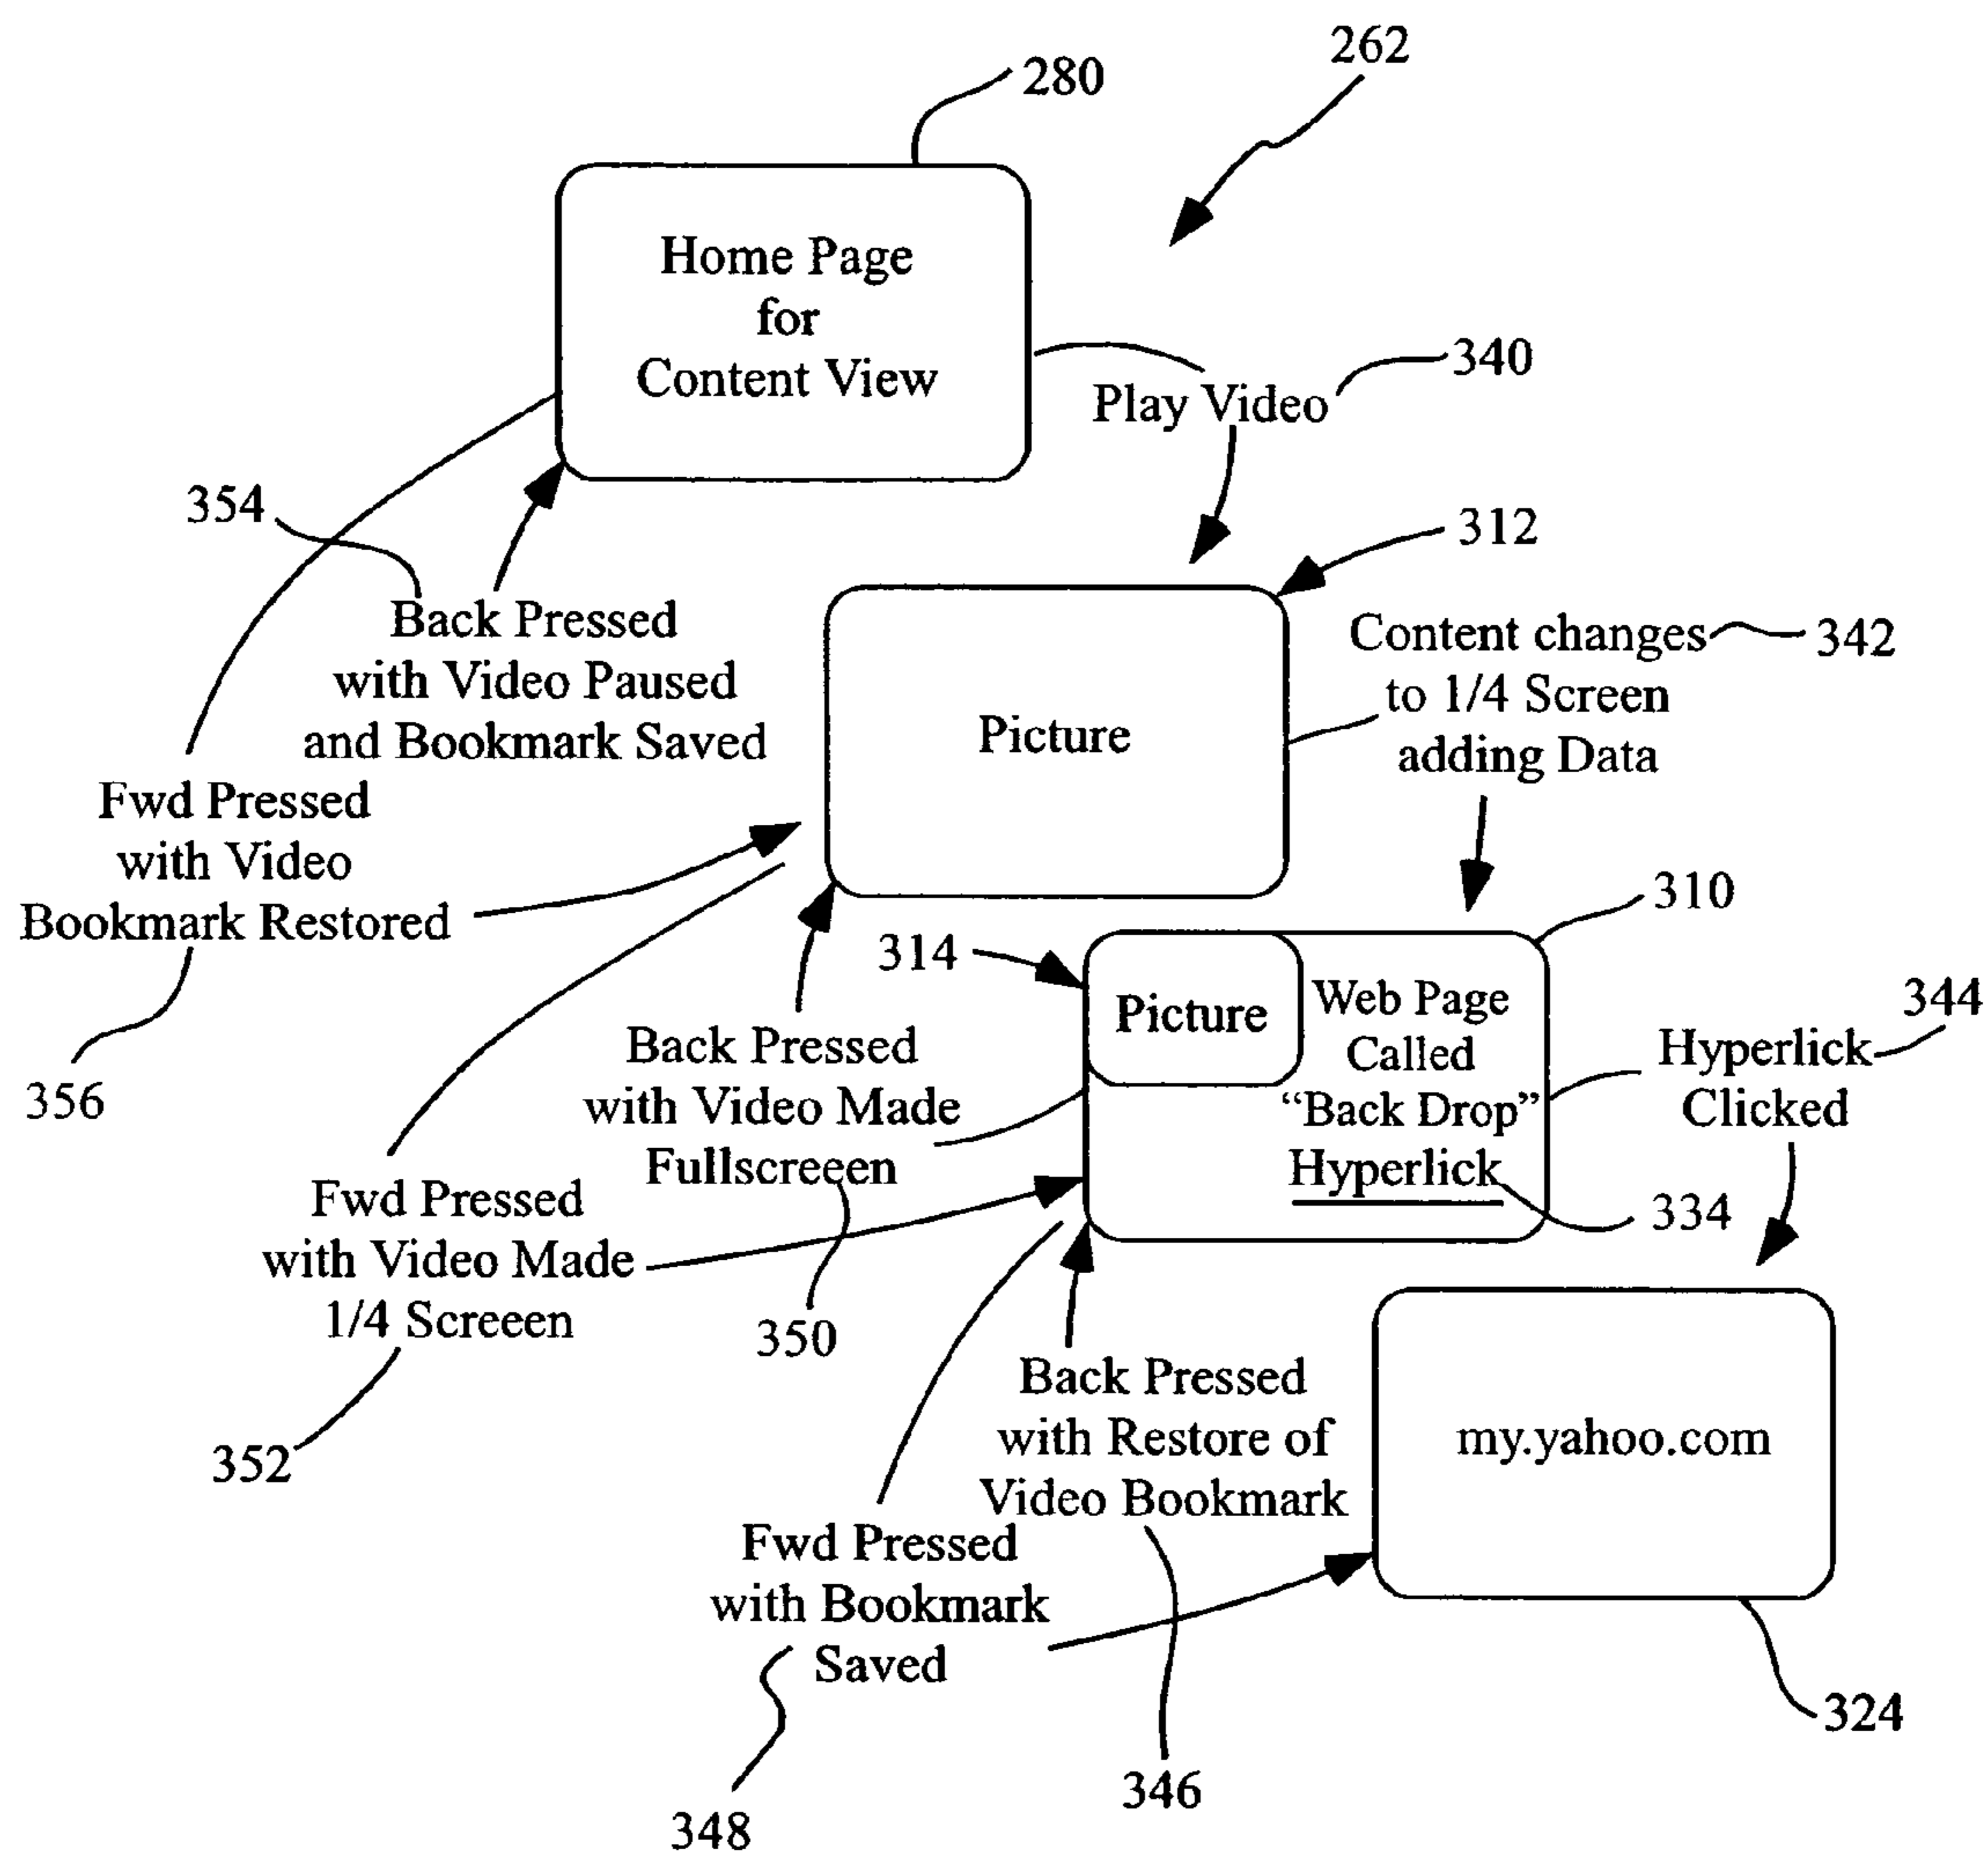 262
280
Home Page
for
Content View
340
Play Video
354
312
Back Pressed
with Video Paused
and Bookmark Saved
Content changes
to 1/4 Screen
adding Data
342
Picture
Fwd Pressed
with Video
Bookmark Restored
356
310
314
Picture
Web Page
Called
“Back Drop”
Hyperlick
334
344
Hyperlick
Clicked
Back Pressed
with Video Made
Fullscreeen
350
Fwd Pressed
with Video Made
1/4 Screeen
352
Back Pressed
with Restore of
Video Bookmark
346
my.yahoo.com
324
Fwd Pressed
with Bookmark
Saved
348